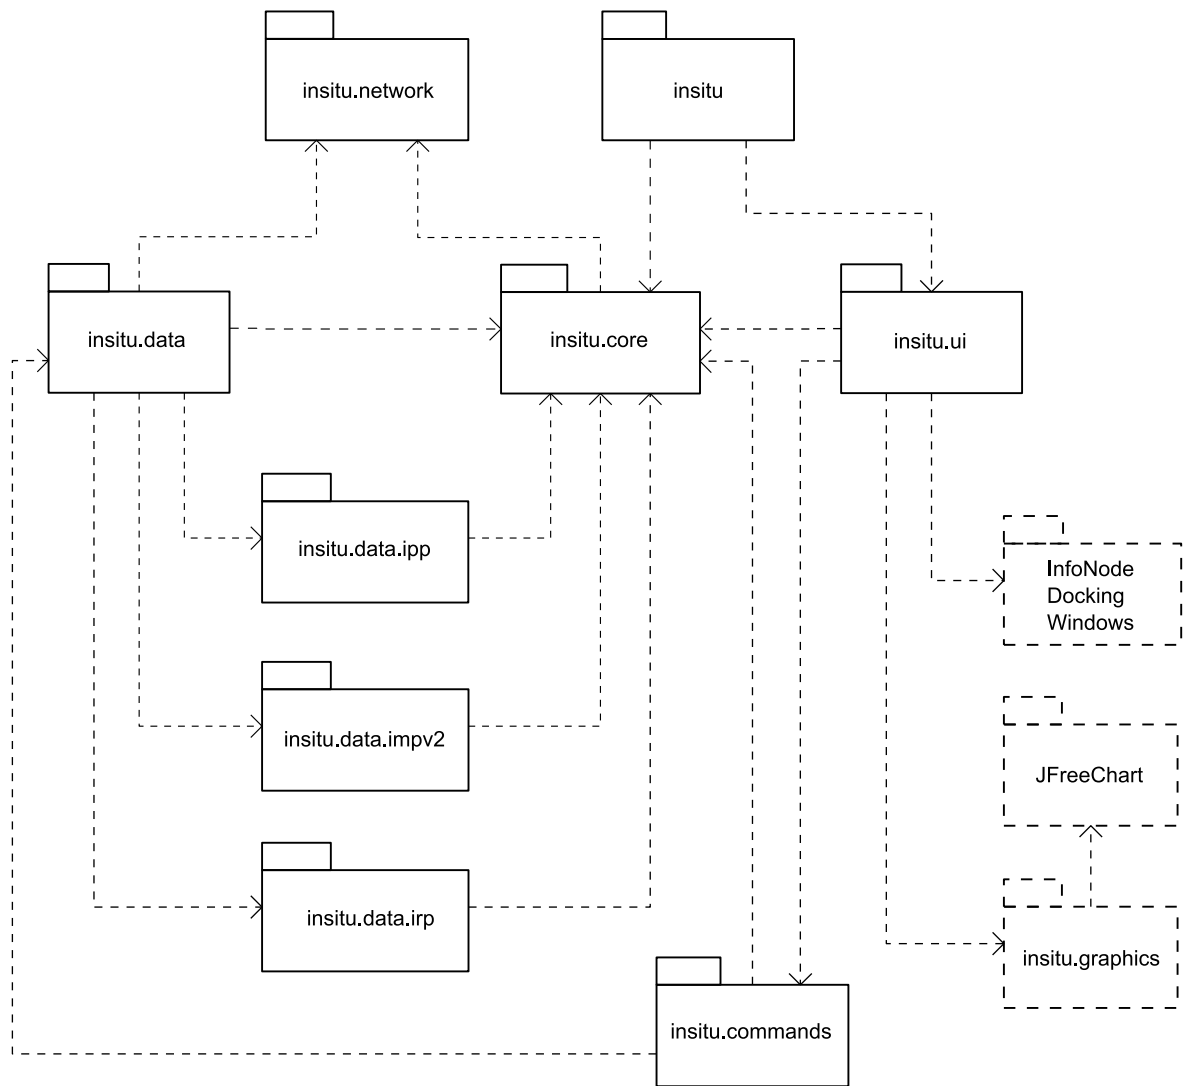 insitu.network
insitu
insitu.data
insitu.core
insitu.ui
insitu.data.ipp
InfoNode
Docking
Windows
insitu.data.impv2
JFreeChart
insitu.data.irp
insitu.graphics
insitu.commands